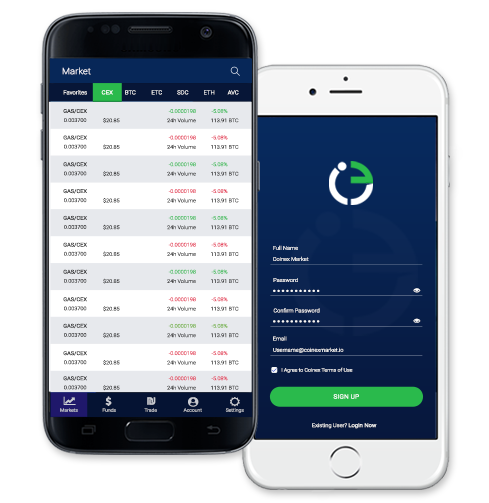 Market
Favorites CEX BTC ETC SDC ETH AVC
GAS/CEX -0.0000198 -5.08%
0.003700 $20.85 24h Volume 113.91 BTC
GAS/CEX -0.0000198 -5.08%
0.003700 $20.85 24h Volume 113.91 BTC
GAS/CEX -0.0000198 -5.08%
0.003700 $20.85 24h Volume 113.91 BTC
GAS/CEX -0.0000198 -5.08%
0.003700 $20.85 24h Volume 113.91 BTC
GAS/CEX -0.0000198 -5.08%
0.003700 $20.85 24h Volume 113.91 BTC
GAS/CEX -0.0000198 -5.08%
0.003700 $20.85 24h Volume 113.91 BTC
GAS/CEX -0.0000198 -5.08%
0.003700 $20.85 24h Volume 113.91 BTC
GAS/CEX -0.0000198 -5.08%
0.003700 $20.85 24h Volume 113.91 BTC
GAS/CEX -0.0000198 -5.08%
0.003700 $20.85 24h Volume 113.91 BTC
GAS/CEX -0.0000198 -5.08%
0.003700 $20.85 24h Volume 113.91 BTC
GAS/CEX -0.0000198 -5.08%
0.003700 $20.85 24h Volume 113.91 BTC
Markets Funds Trade Account Settings
Full Name
Coinex Market
Password
Confirm Password
Email
Username@coinexmarket.io
I Agree to Coinex Terms of Use
SIGN UP
Existing User? Login Now